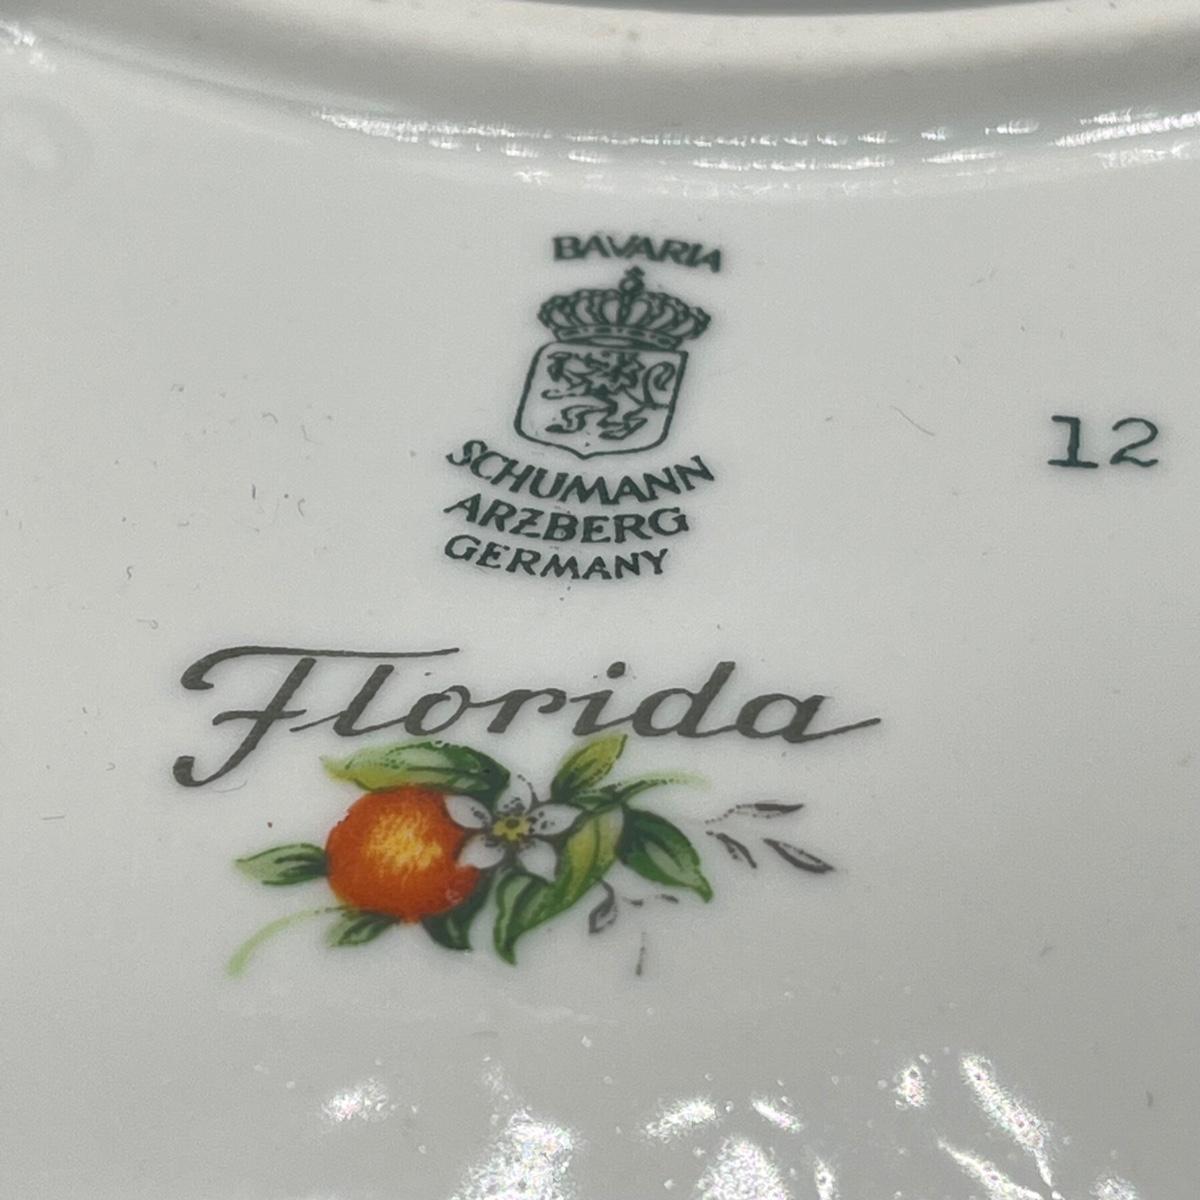 BAVARIA
SCHUMANN
ARZBERG
GERMANY
12
Florida